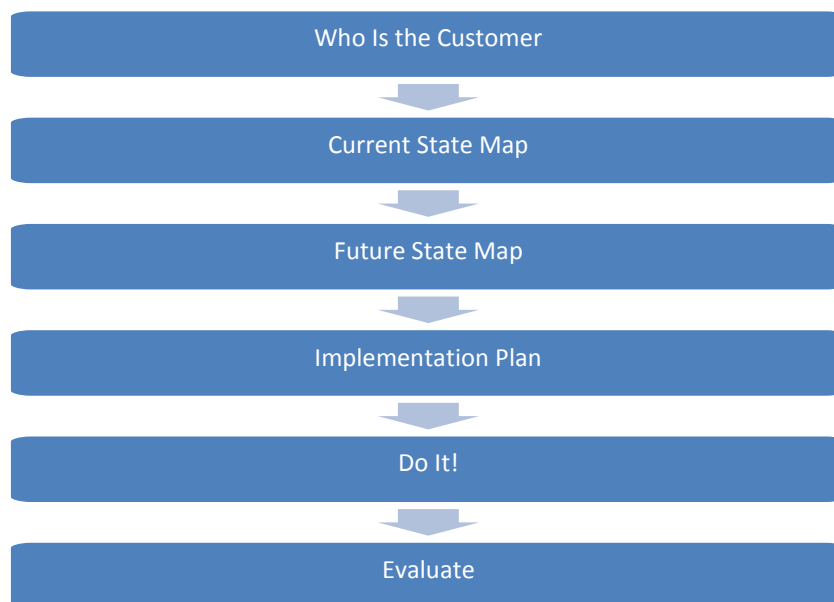 Who Is the Customer
Current State Map
Future State Map
Implementation Plan
Do It!
Evaluate